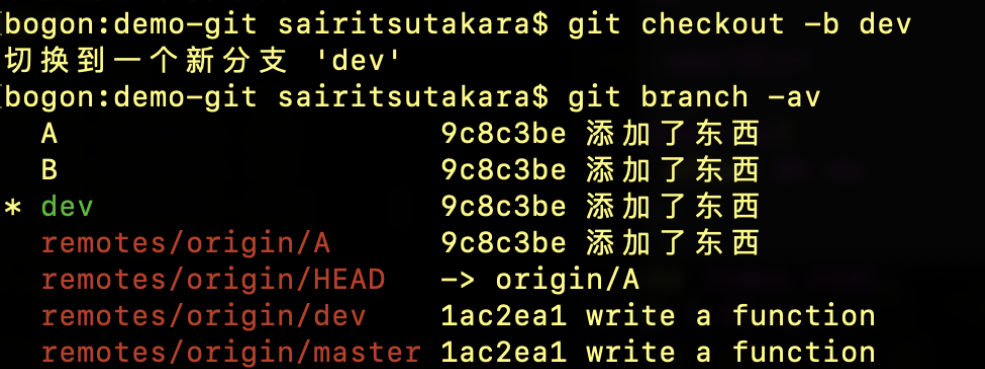 bogon:demo-git sairitsutakara$ git checkout -b dev
切换到一个新分支 'dev'
bogon:demo-git sairitsutakara$ git branch -av
  A                     9c8c3be 添加了东西
  B                     9c8c3be 添加了东西
* dev                   9c8c3be 添加了东西
  remotes/origin/A      9c8c3be 添加了东西
  remotes/origin/HEAD   -> origin/A
  remotes/origin/dev    1ac2ea1 write a function
  remotes/origin/master 1ac2ea1 write a function